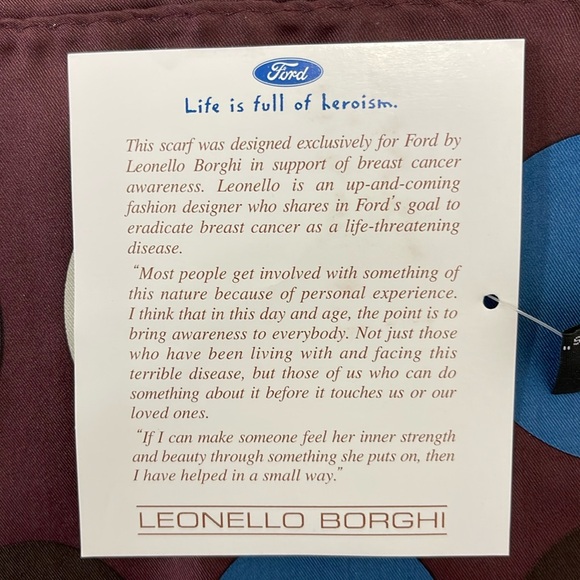 Ford
Life is full of heroism.
This scarf was designed exclusively for Ford by
Leonello Borghi in support of breast cancer
awareness. Leonello is an up-and-coming
fashion designer who shares in Ford's goal to
eradicate breast cancer as a life-threatening
disease.
"Most people get involved with something of
this nature because of personal experience.
I think that in this day and age, the point is to
bring awareness to everybody. Not just those
who have been living with and facing this
terrible disease, but those of us who can do
something about it before it touches us or our
loved ones.
"If I can make someone feel her inner strength
and beauty through something she puts on, then
I have helped in a small way."
LEONELLO BORGHI